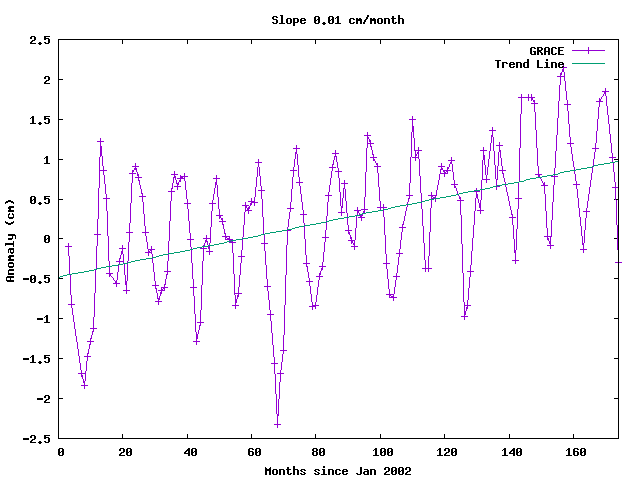 Slope 0.01 cm/month
GRACE
Trend Line
2.5
2
1.5
1
0.5
0
-0.5
-1
-1.5
-2
-2.5
Anomaly (cm)
0 20 40 60 80 100 120 140 160
Months since Jan 2002